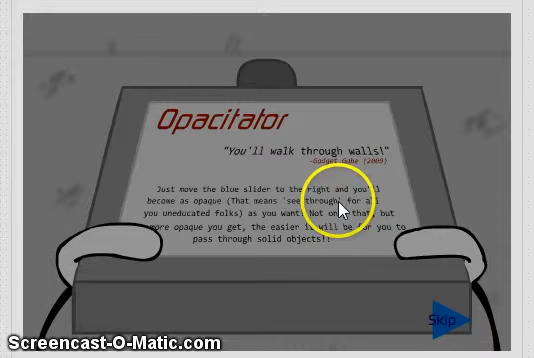 Opacitator
"You'll walk through walls!"
-Gadget Gabe (2009)
Just move the blue slider to the right and you'll
become as opaque (That means 'see through' for all
you uneducated folks) as you want! Not only that, but
more opaque you get, the easier it will be for you to
pass through solid objects!!
Skip
Screencast-O-Matic.com